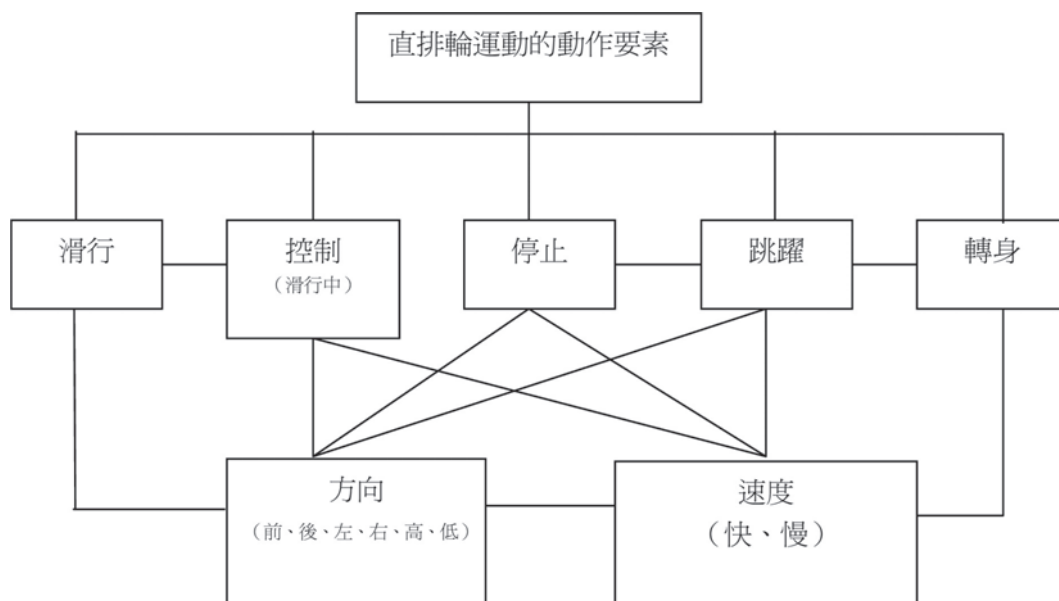 直排輪運動的動作要素
滑行
控制
（滑行中）
停止
跳躍
轉身
方向
（前、後、左、右、高、低）
速度
（快、慢）